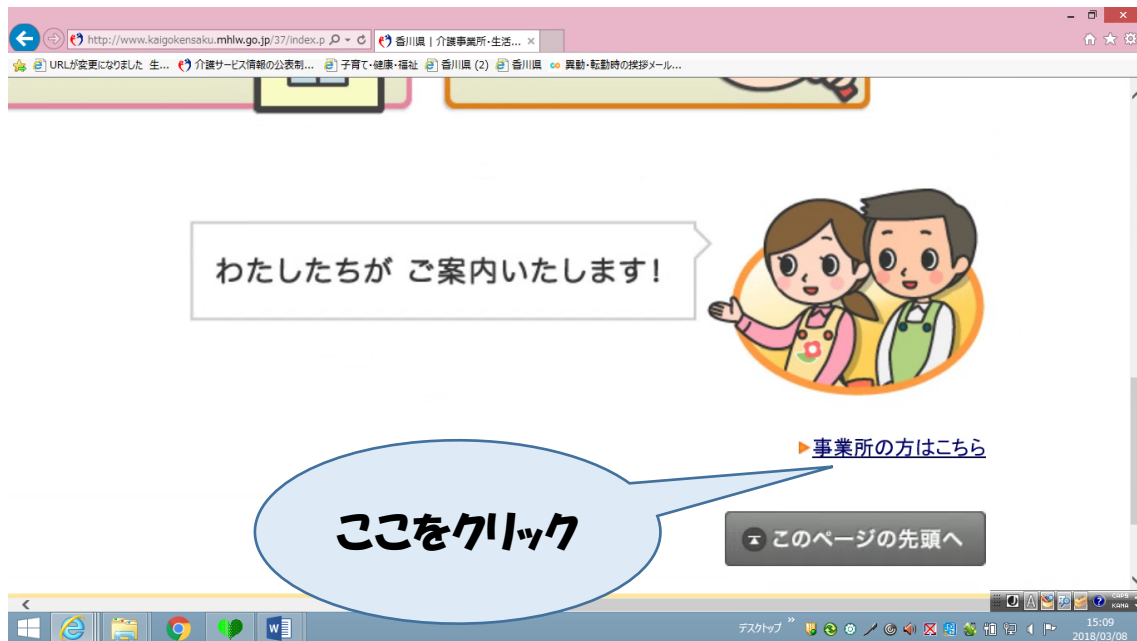 http://www.kaigokensaku.mhlw.go.jp/37/index.p
香川県 | 介護事業所・生活...
URLが変更になりました 生...
介護サービス情報の公表制...
子育て・健康・福祉
香川県 (2)
香川県
異動・転勤時の挨拶メール...
わたしたちが ご案内いたします!
事業所の方はこちら
ここをクリック
このページの先頭へ
CAPS
KANA
デスクトップ
15:09
2018/03/08